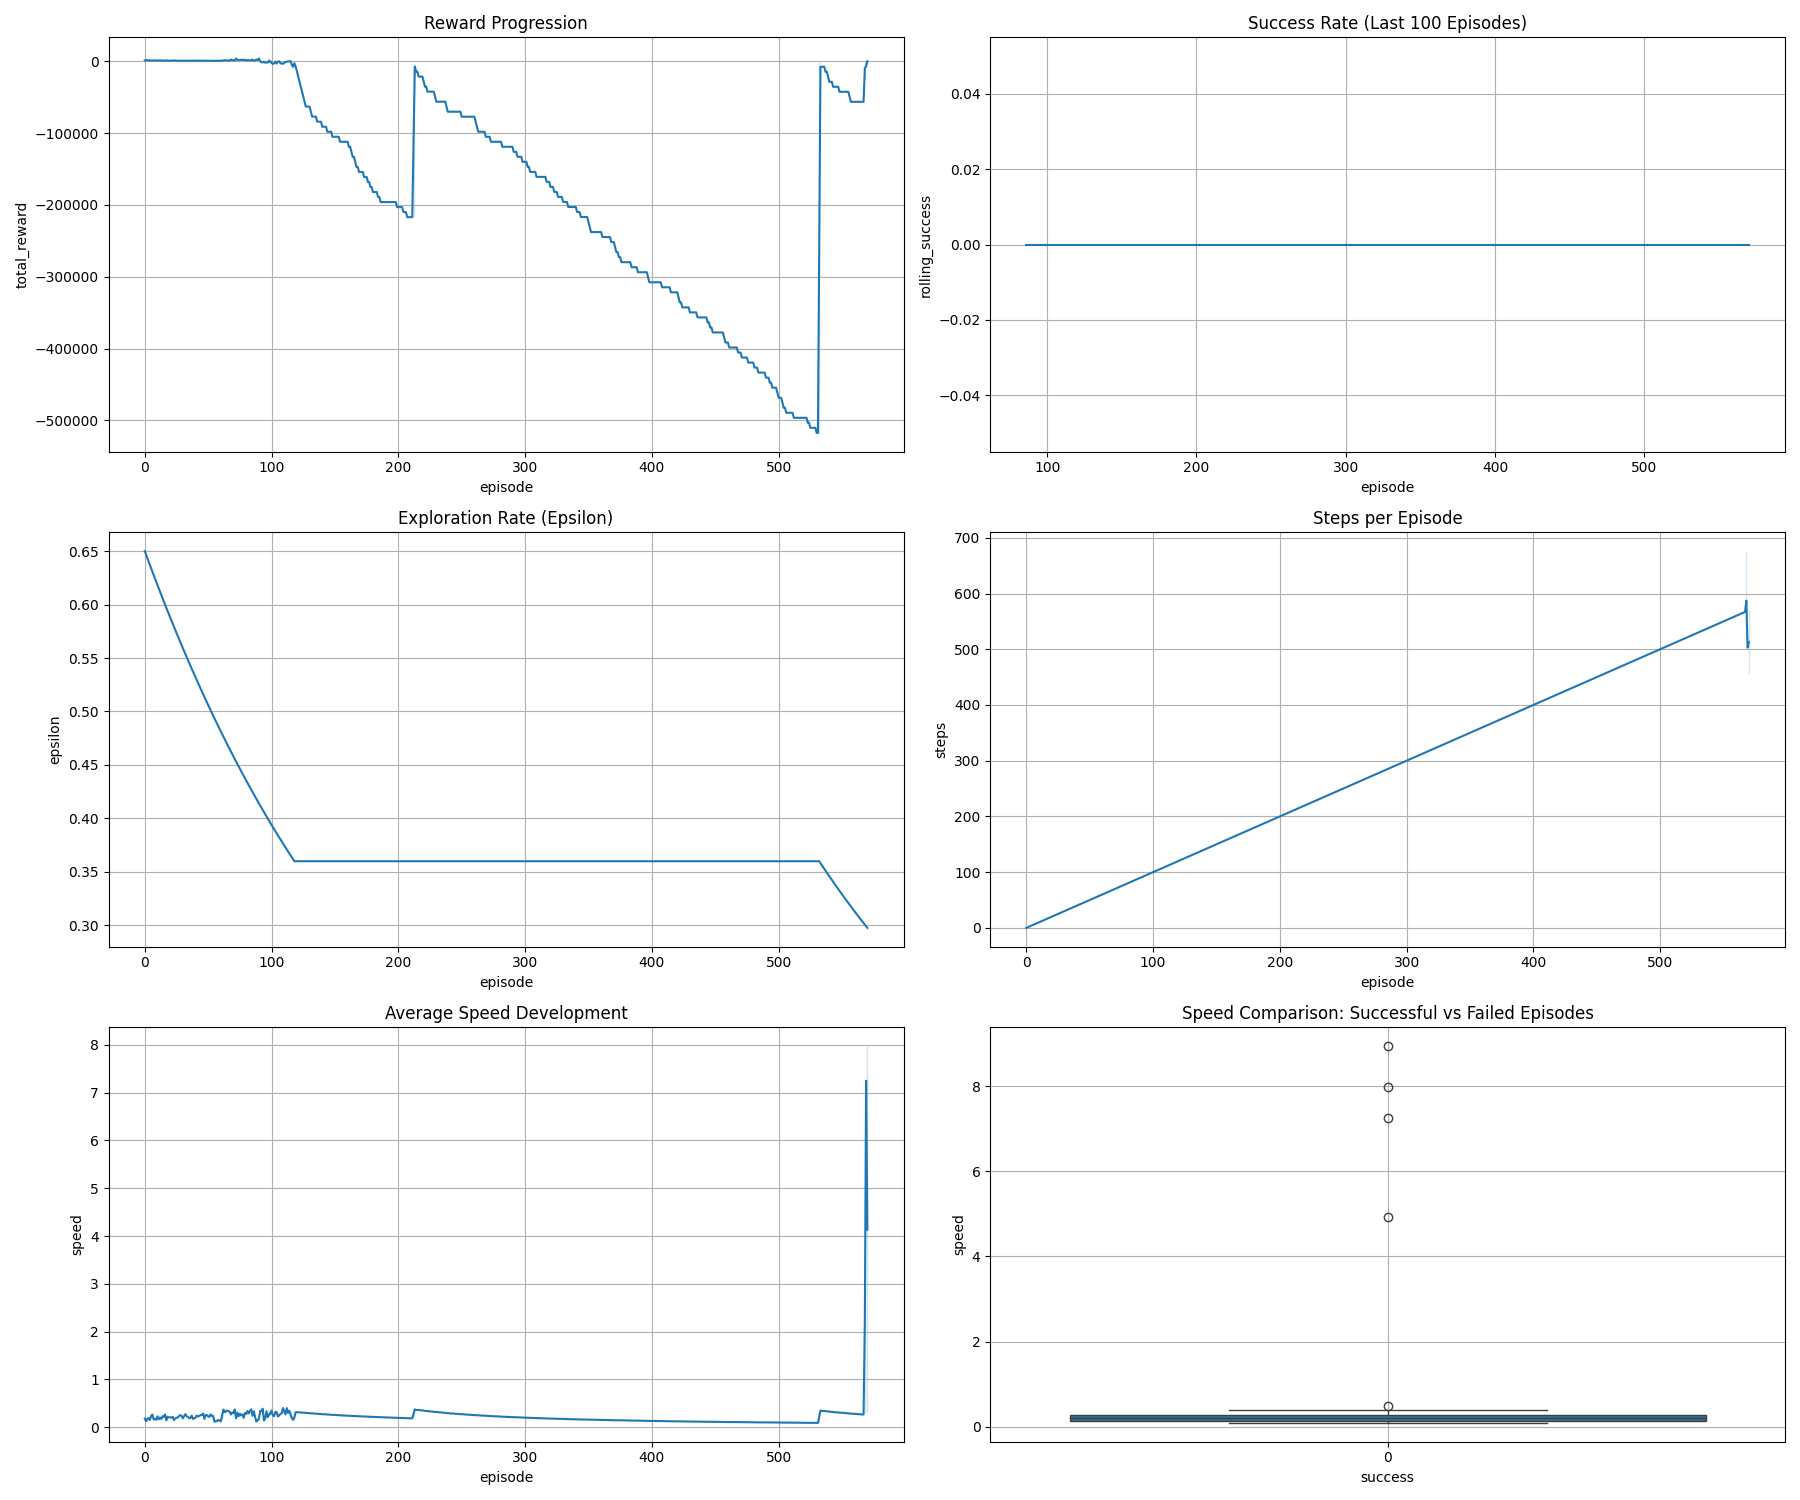 Reward Progression
0
−100000
−200000
−300000
−400000
−500000
total_reward
0 100 200 300 400 500
episode
Success Rate (Last 100 Episodes)
0.04
0.02
0.00
−0.02
−0.04
rolling_success
100 200 300 400 500
episode
Exploration Rate (Epsilon)
0.65
0.60
0.55
0.50
0.45
0.40
0.35
0.30
epsilon
0 100 200 300 400 500
episode
Steps per Episode
700
600
500
400
300
200
100
0
steps
0 100 200 300 400 500
episode
Average Speed Development
8
7
6
5
4
3
2
1
0
speed
0 100 200 300 400 500
episode
Speed Comparison: Successful vs Failed Episodes
8
6
4
2
0
speed
0
success